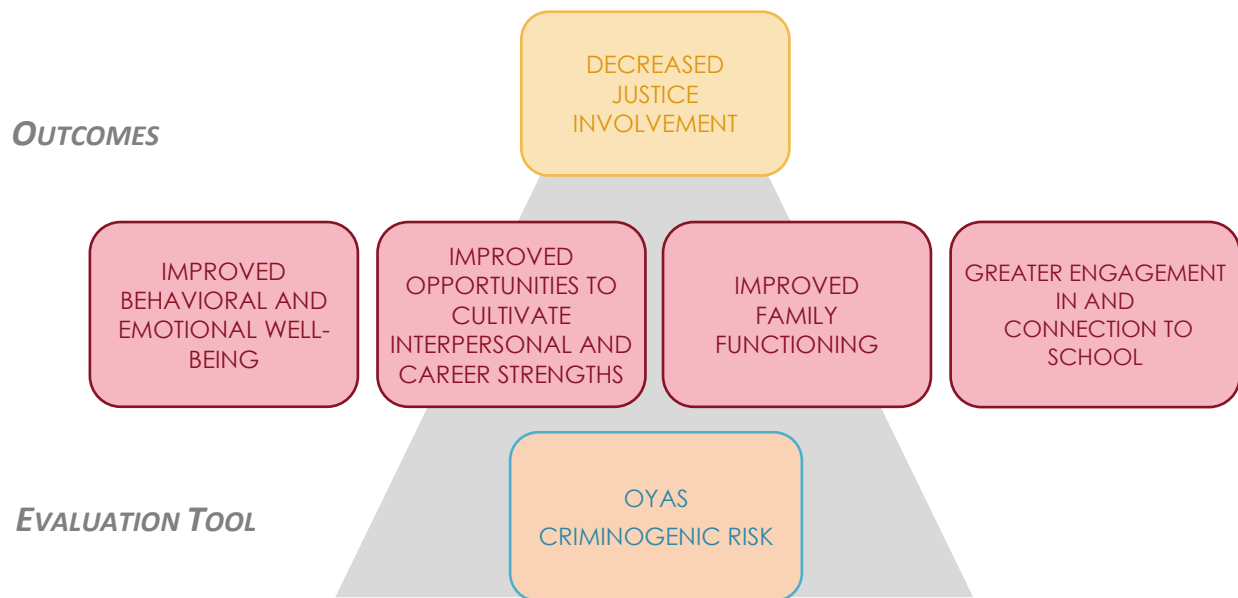 DECREASED
JUSTICE
INVOLVEMENT
OUTCOMES
IMPROVED
BEHAVIORAL AND
EMOTIONAL WELL-
BEING
IMPROVED
OPPORTUNITIES TO
CULTIVATE
INTERPERSONAL AND
CAREER STRENGTHS
IMPROVED
FAMILY
FUNCTIONING
GREATER ENGAGEMENT
IN AND
CONNECTION TO
SCHOOL
OYAS
CRIMINOGENIC RISK
EVALUATION TOOL